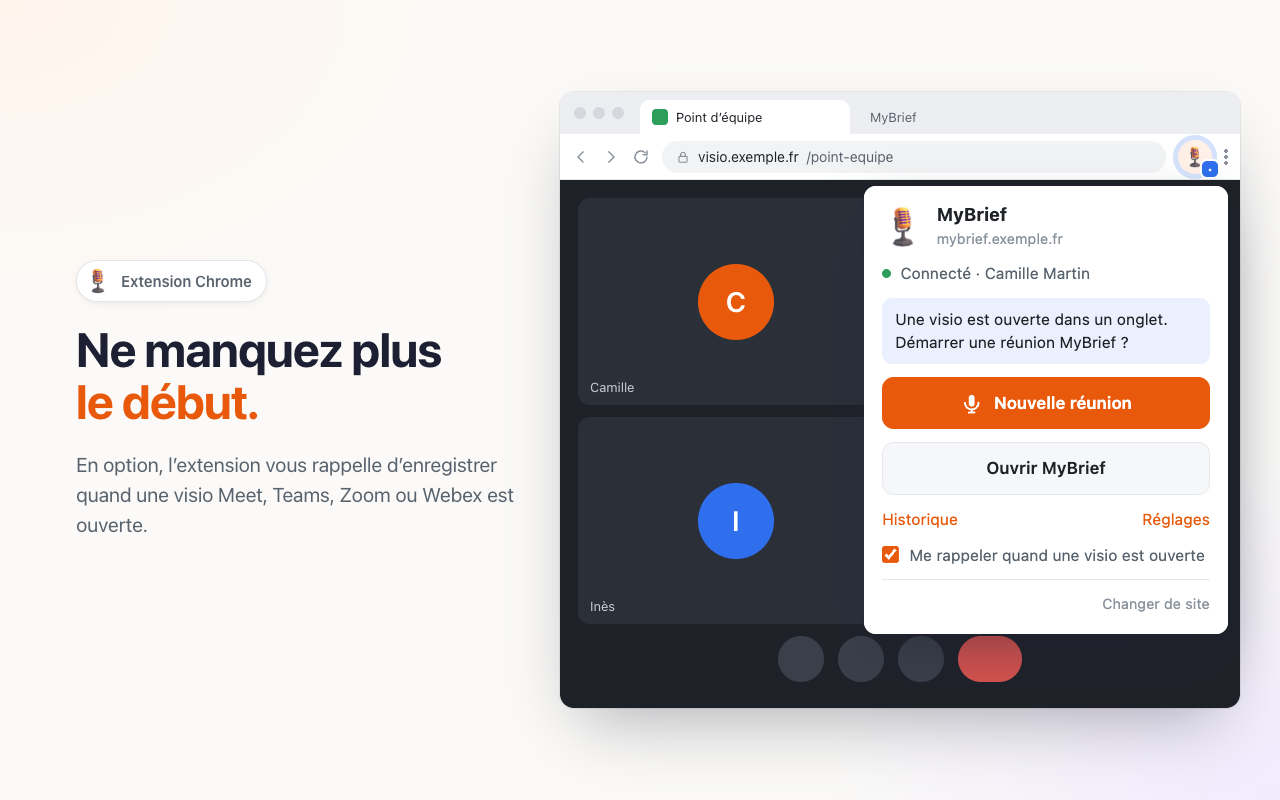 Extension Chrome
Ne manquez plus
le début.
En option, l’extension vous rappelle d’enregistrer
quand une visio Meet, Teams, Zoom ou Webex est
ouverte.
Point d’équipe
MyBrief
visio.exemple.fr /point-equipe
C
Camille
I
Inès
MyBrief
mybrief.exemple.fr
Connecté · Camille Martin
Une visio est ouverte dans un onglet.
Démarrer une réunion MyBrief ?
Nouvelle réunion
Ouvrir MyBrief
Historique
Réglages
Me rappeler quand une visio est ouverte
Changer de site